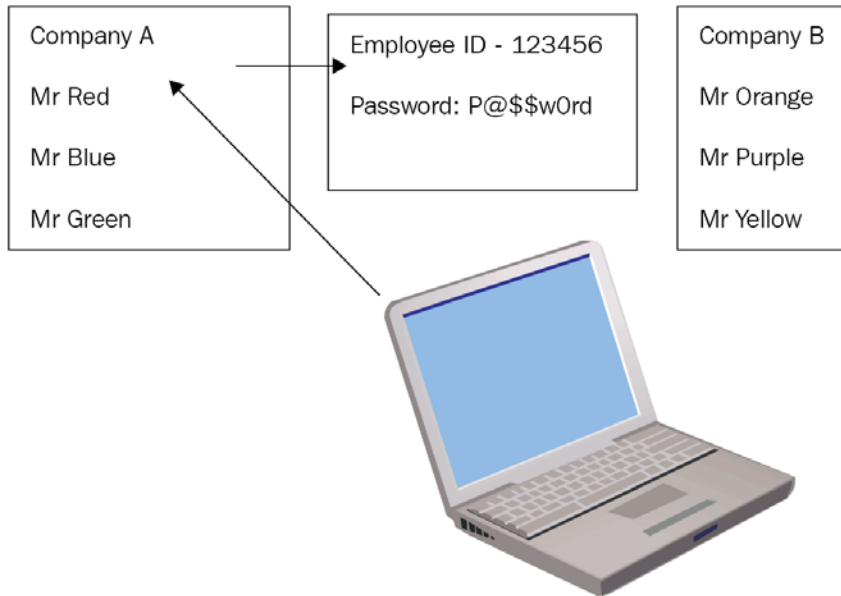 Company A
Mr Red
Mr Blue
Mr Green
Employee ID - 123456
Password: P@$$w0rd
Company B
Mr Orange
Mr Purple
Mr Yellow